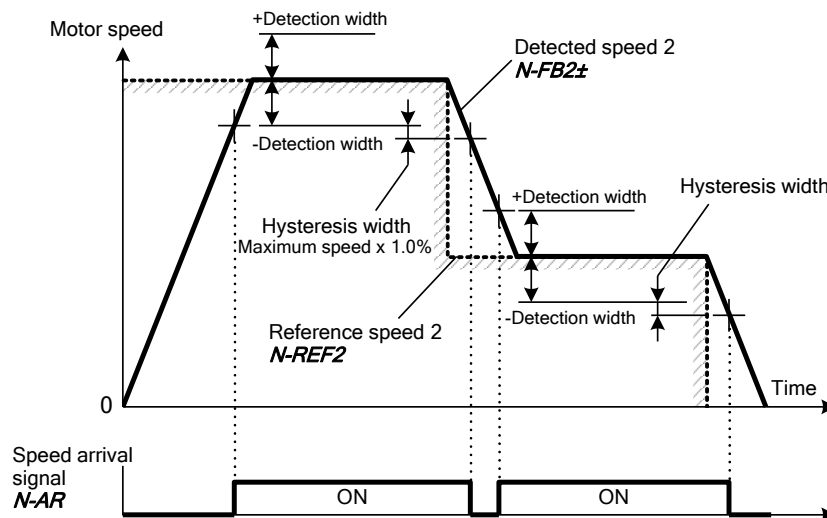 +Detection width
Motor speed
Detected speed 2
N-FB2±
-Detection width
+Detection width
Hysteresis width
Hysteresis width
Maximum speed x 1.0%
-Detection width
Reference speed 2
N-REF2
Time
0
Speed arrival
signal
N-AR
ON
ON